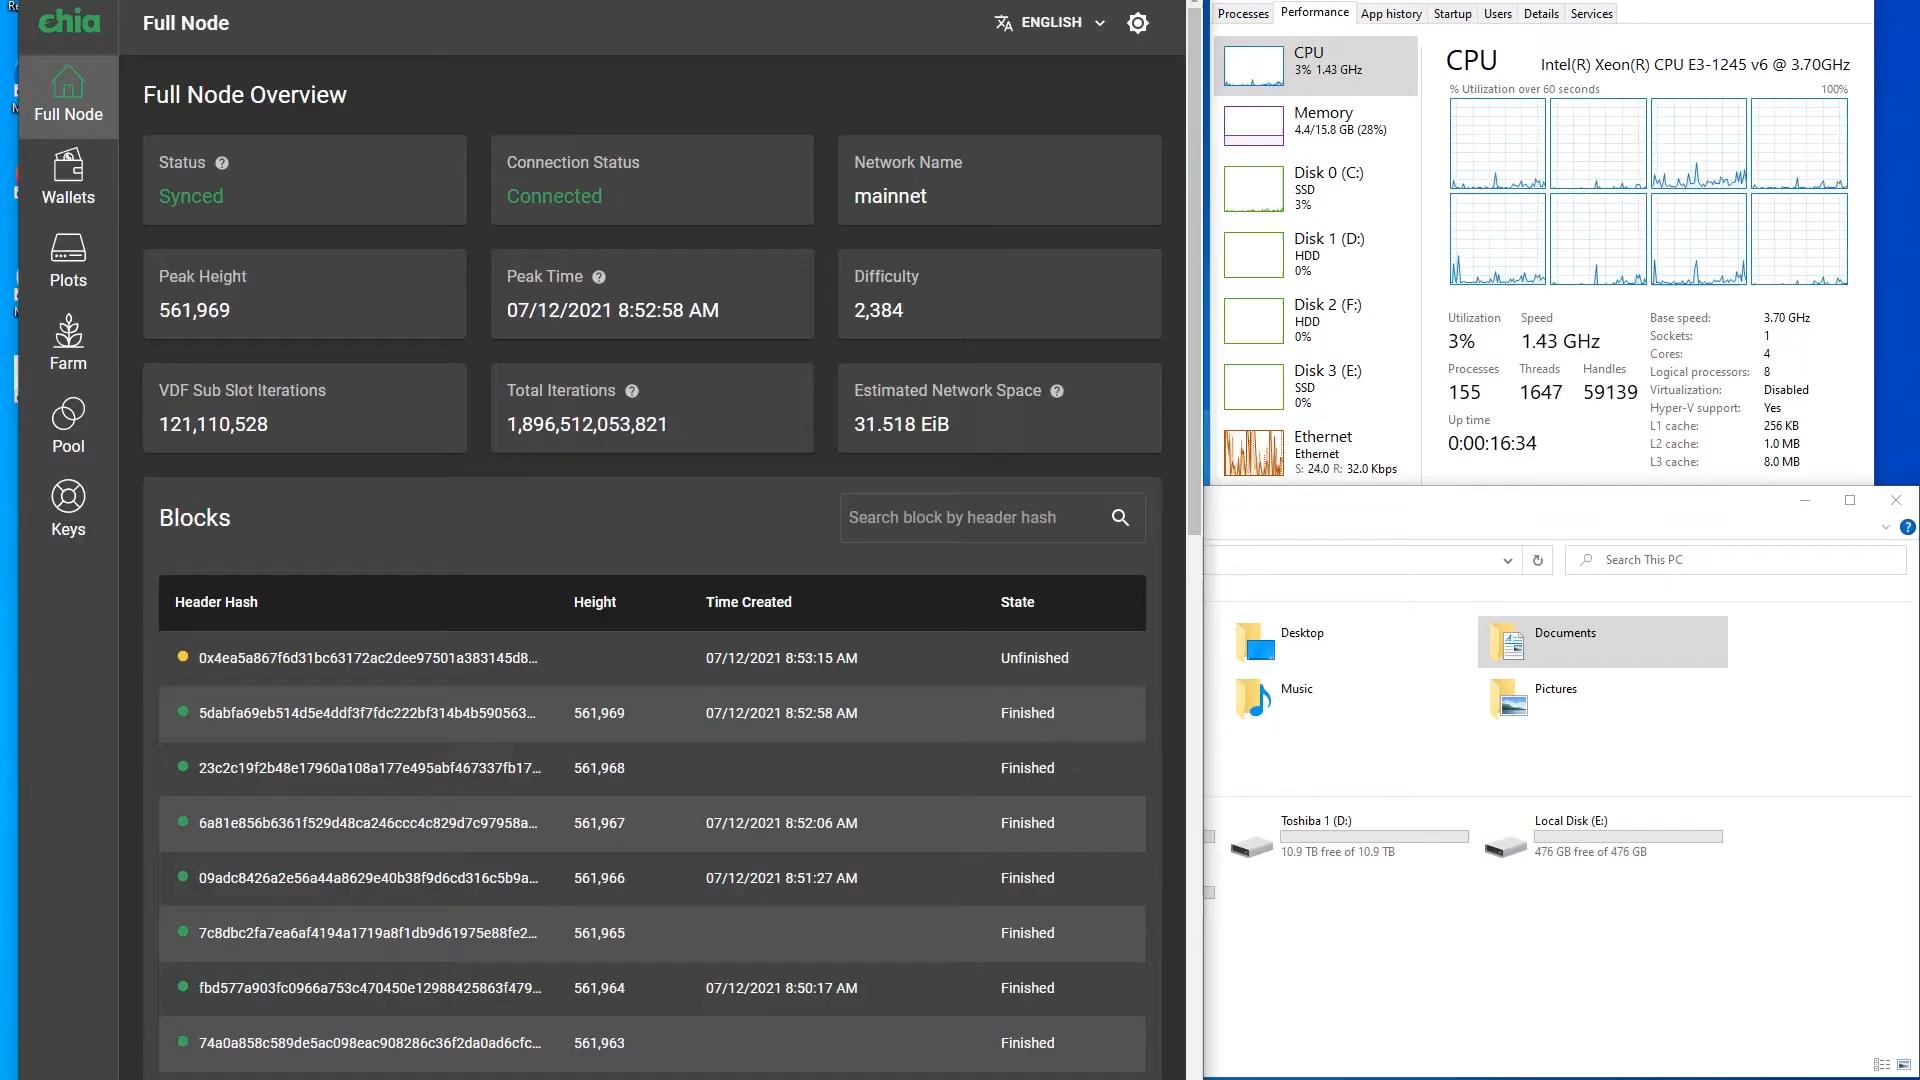 chia
Full Node
ENGLISH
Full Node
Wallets
Plots
Farm
Pool
Keys
Full Node Overview
Status
Synced
Connection Status
Connected
Network Name
mainnet
Peak Height
561,969
Peak Time
07/12/2021 8:52:58 AM
Difficulty
2,384
VDF Sub Slot Iterations
121,110,528
Total Iterations
1,896,512,053,821
Estimated Network Space
31.518 EiB
Blocks
Search block by header hash
Header Hash Height Time Created State
0x4ea5a867f6d31bc63172ac2dee97501a383145d8... 07/12/2021 8:53:15 AM Unfinished
5dabfa69eb514d5e4ddf3f7fdc222bf314b4b590563... 561,969 07/12/2021 8:52:58 AM Finished
23c2c19f2b48e17960a108a177e495abf467337fb17... 561,968 Finished
6a81e856b6361f529d48ca246ccc4c829d7c97958a... 561,967 07/12/2021 8:52:06 AM Finished
09adc8426a2e56a44a8629e40b38f9d6cd316c5b9a... 561,966 07/12/2021 8:51:27 AM Finished
7c8dbc2fa7ea6af4194a1719a8f1db9d61975e88fe2... 561,965 Finished
fbd577a903fc0966a753c470450e12988425863f479... 561,964 07/12/2021 8:50:17 AM Finished
74a0a858c589de5ac098eac908286c36f2da0ad6cfc... 561,963 Finished
Processes Performance App history Startup Users Details Services
CPU
3% 1.43 GHz
Memory
4.4/15.8 GB (28%)
Disk 0 (C:)
SSD
3%
Disk 1 (D:)
HDD
0%
Disk 2 (F:)
HDD
0%
Disk 3 (E:)
SSD
0%
Ethernet
Ethernet
S: 24.0 R: 32.0 Kbps
CPU Intel(R) Xeon(R) CPU E3-1245 v6 @ 3.70GHz
% Utilization over 60 seconds 100%
Utilization Speed
3% 1.43 GHz
Processes Threads Handles
155 1647 59139
Up time
0:00:16:34
Base speed: 3.70 GHz
Sockets: 1
Cores: 4
Logical processors: 8
Virtualization: Disabled
Hyper-V support: Yes
L1 cache: 256 KB
L2 cache: 1.0 MB
L3 cache: 8.0 MB
Search This PC
Desktop
Documents
Music
Pictures
Toshiba 1 (D:)
10.9 TB free of 10.9 TB
Local Disk (E:)
476 GB free of 476 GB